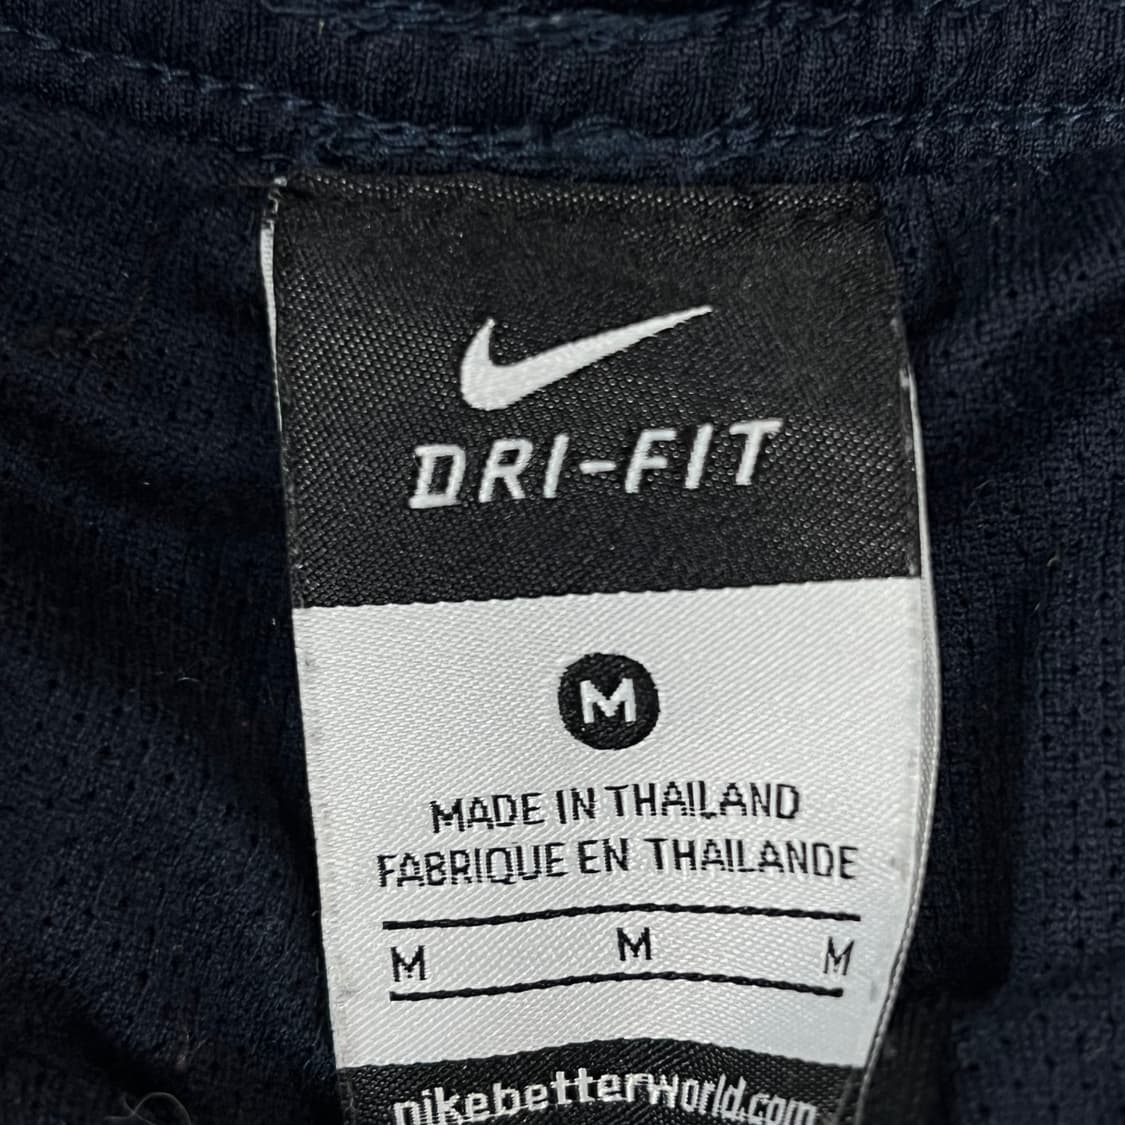 DRI-FIT
M
MADE IN THAILAND
FABRIQUE EN THAILANDE
M M M
nikebetterworld.com